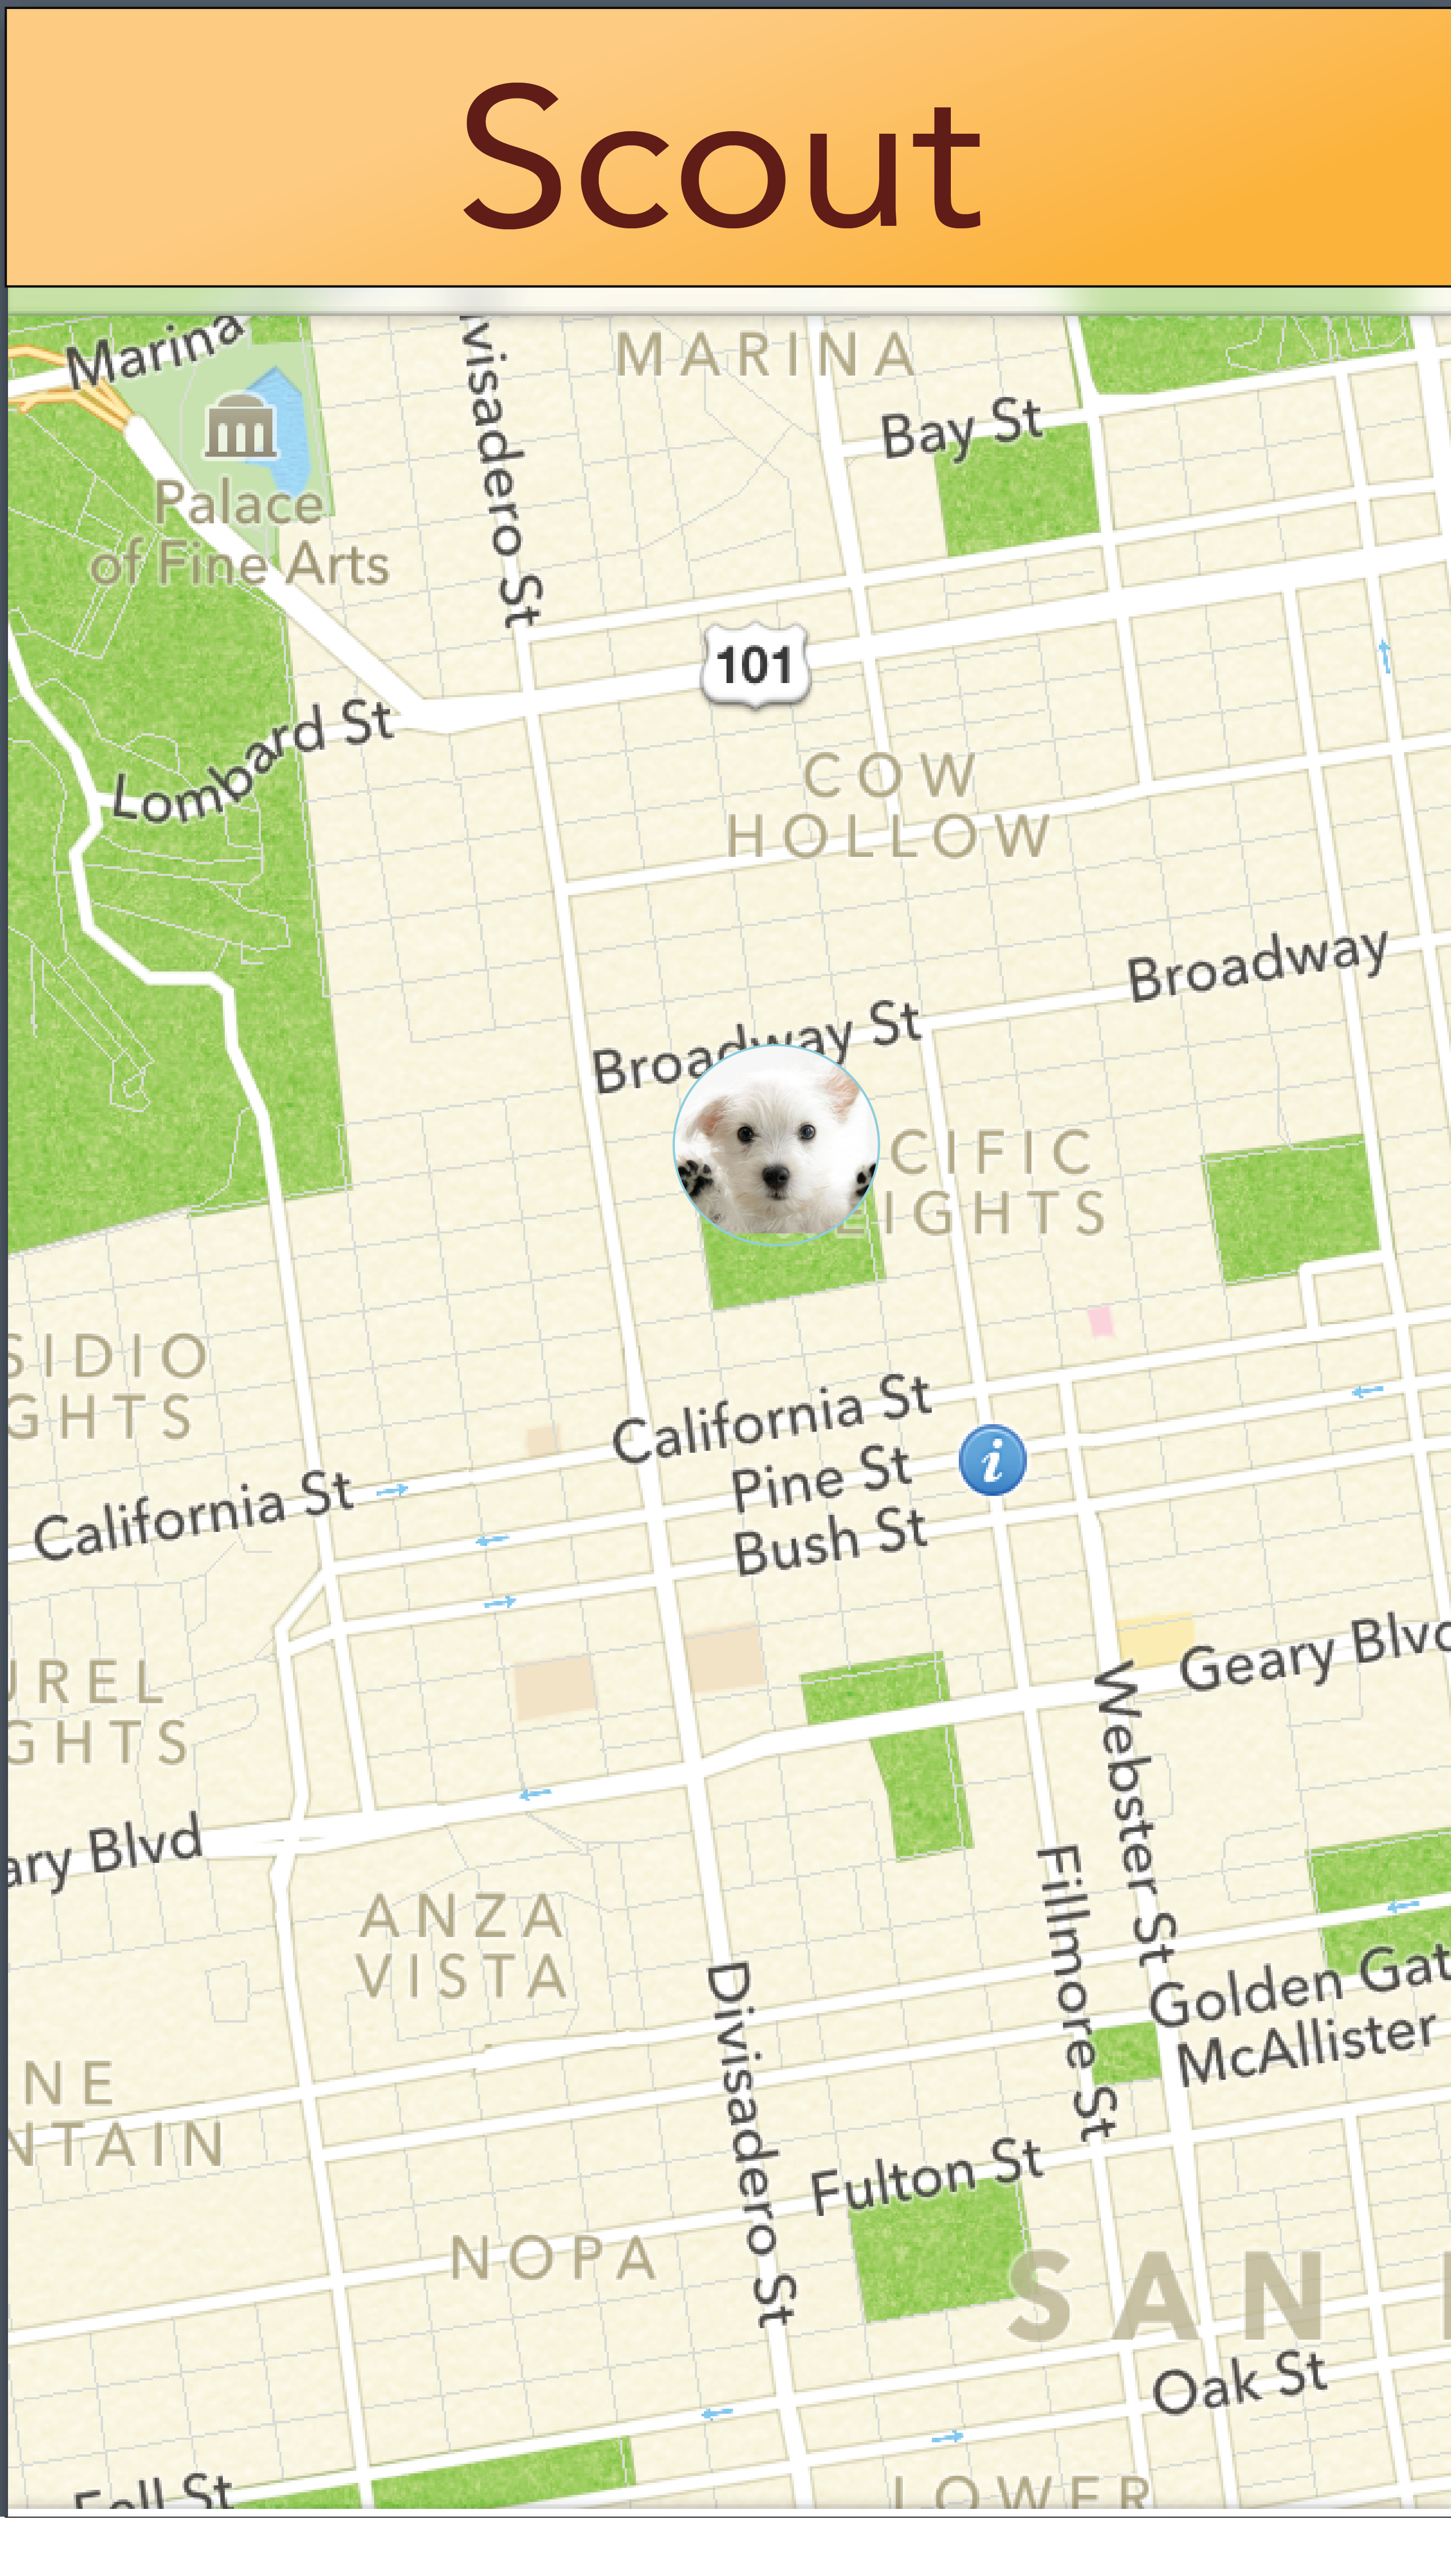 Scout
Marina
visadero St
MARINA
Bay St
Palace
of Fine Arts
101
Lombard St
COW
HOLLOW
Broadway
Broadway St
CIFIC
EIGHTS
SIDIO
GHTS
California St
California St
Pine St
i
Bush St
Geary Blvd
UREL
GHTS
Webster St
ary Blvd
Fillmore St
ANZA
VISTA
Divisadero St
Golden Gat
McAllister
NE
NTAIN
Fulton St
NOPA
SAN
Oak St
Fell St
LOWER